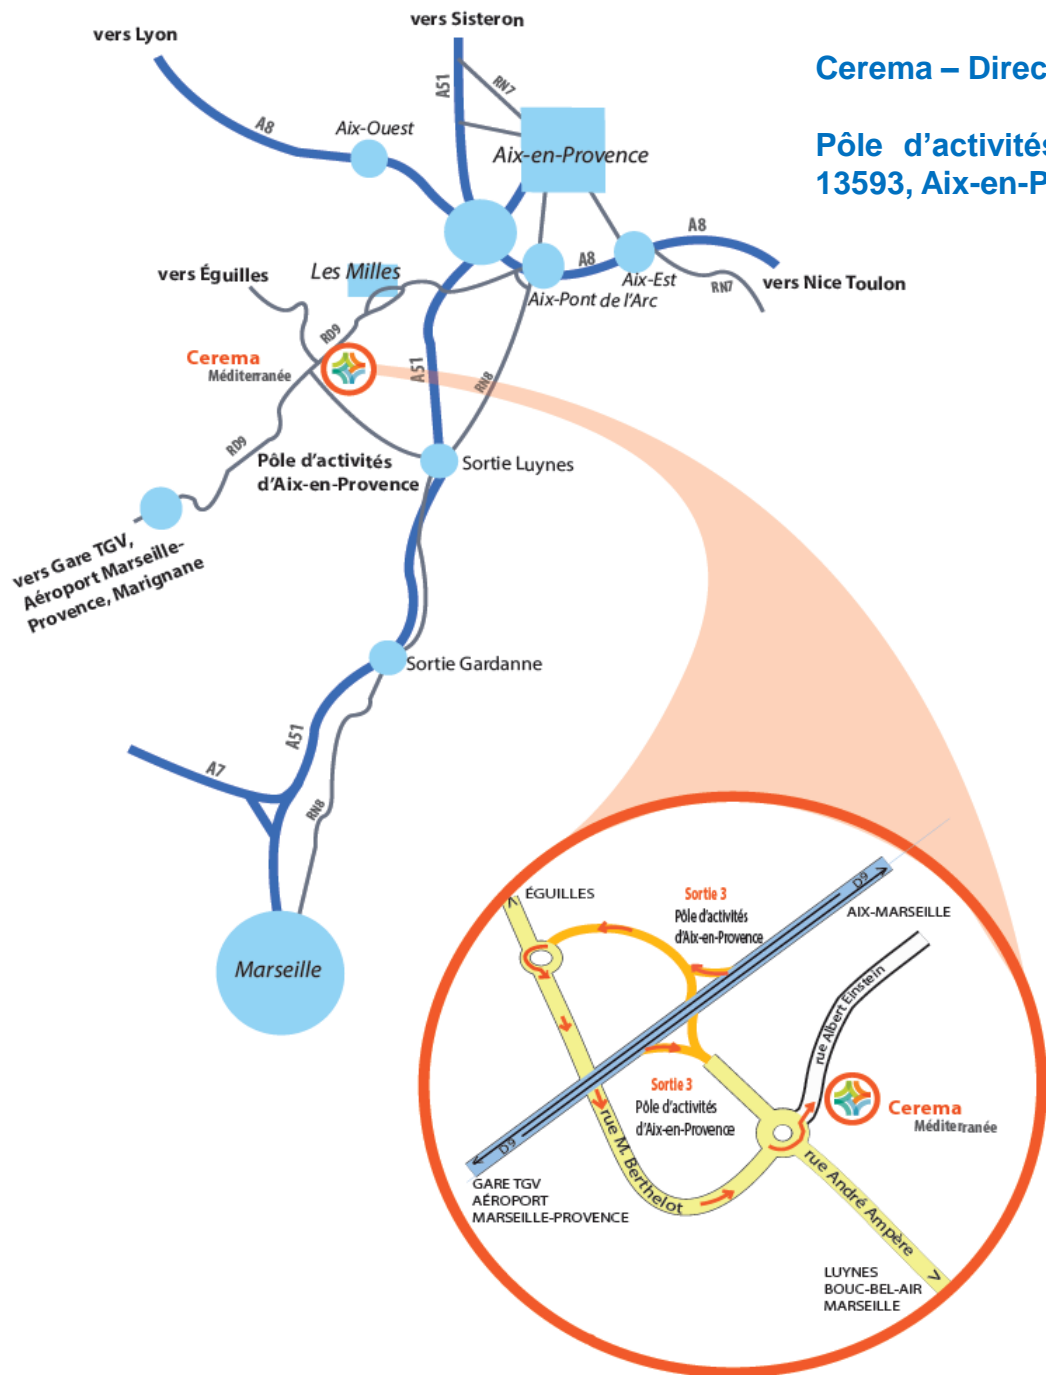 vers Sisteron
vers Lyon
Cerema – Direc
A51
RN7
A8
Aix-Ouest
Pôle d'activités
Aix-en-Provence
13593, Aix-en-P
A8
vers Éguilles
Les Milles
A8
Aix-Est
vers Nice Toulon
RN7
Aix-Pont de l'Arc
RD9
Cerema
Méditerranée
A51
RN8
RD9
Pôle d'activités
d'Aix-en-Provence
Sortie Luynes
vers Gare TGV,
Aéroport Marseille-
Provence, Marignane
Sortie Gardanne
A51
A7
RN8
Marseille
ÉGUILLES
Sortie 3
Pôle d'activités
d'Aix-en-Provence
D9
AIX-MARSEILLE
rue Albert Einstein
Sortie 3
Pôle d'activités
d'Aix-en-Provence
Cerema
Méditerranée
D9
rue M. Berthelot
rue André Ampère
GARE TGV
AÉROPORT
MARSEILLE-PROVENCE
LUYNES
BOUC-BEL-AIR
MARSEILLE